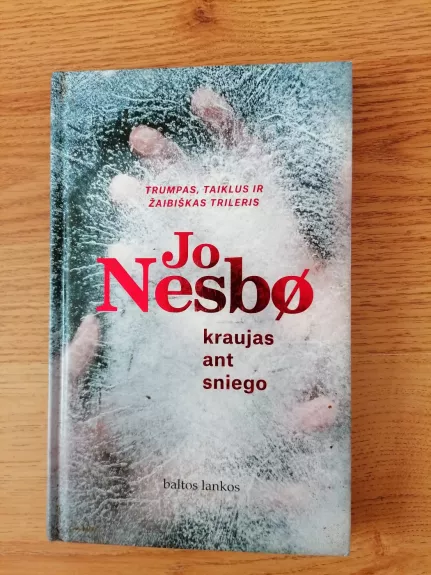 TRUMPAS, TAIKLUS IR
ŽAIBIŠKAS TRILERIS
Jo
Nesbø
kraujas
ant
sniego
baltos lankos